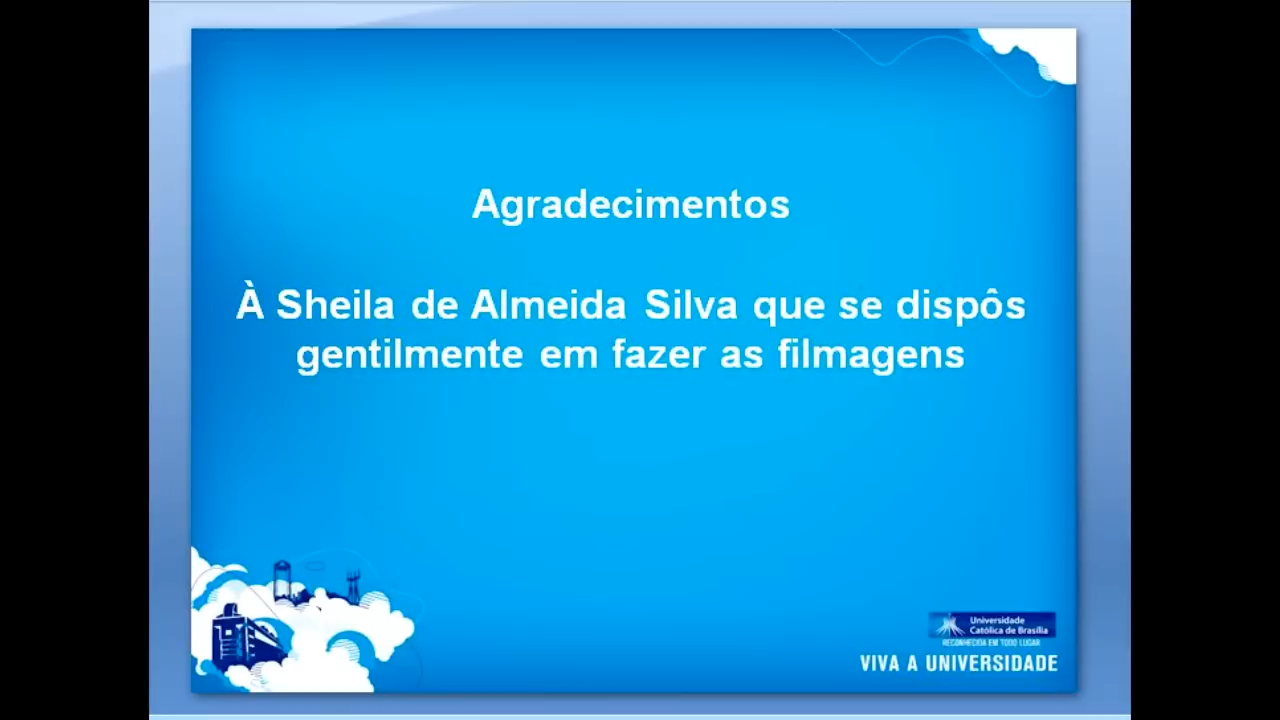 Agradecimentos
À Sheila de Almeida Silva que se dispôs
gentilmente em fazer as filmagens
Universidade
Católica de Brasília
RECONHECIDA EM TODO LUGAR
VIVA A UNIVERSIDADE